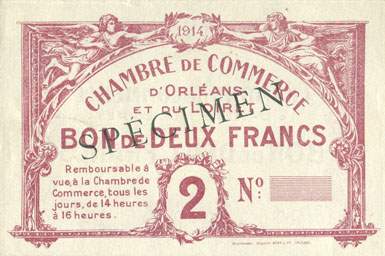 1914
CHAMBRE DE COMMERCE
D'ORLÉANS
ET DU LOIRET
SPÉCIMEN
BON DE DEUX FRANCS
Remboursable à
vue, à la Chambre de
Commerce, tous les
jours, de 14 heures
à 16 heures.
2
No: